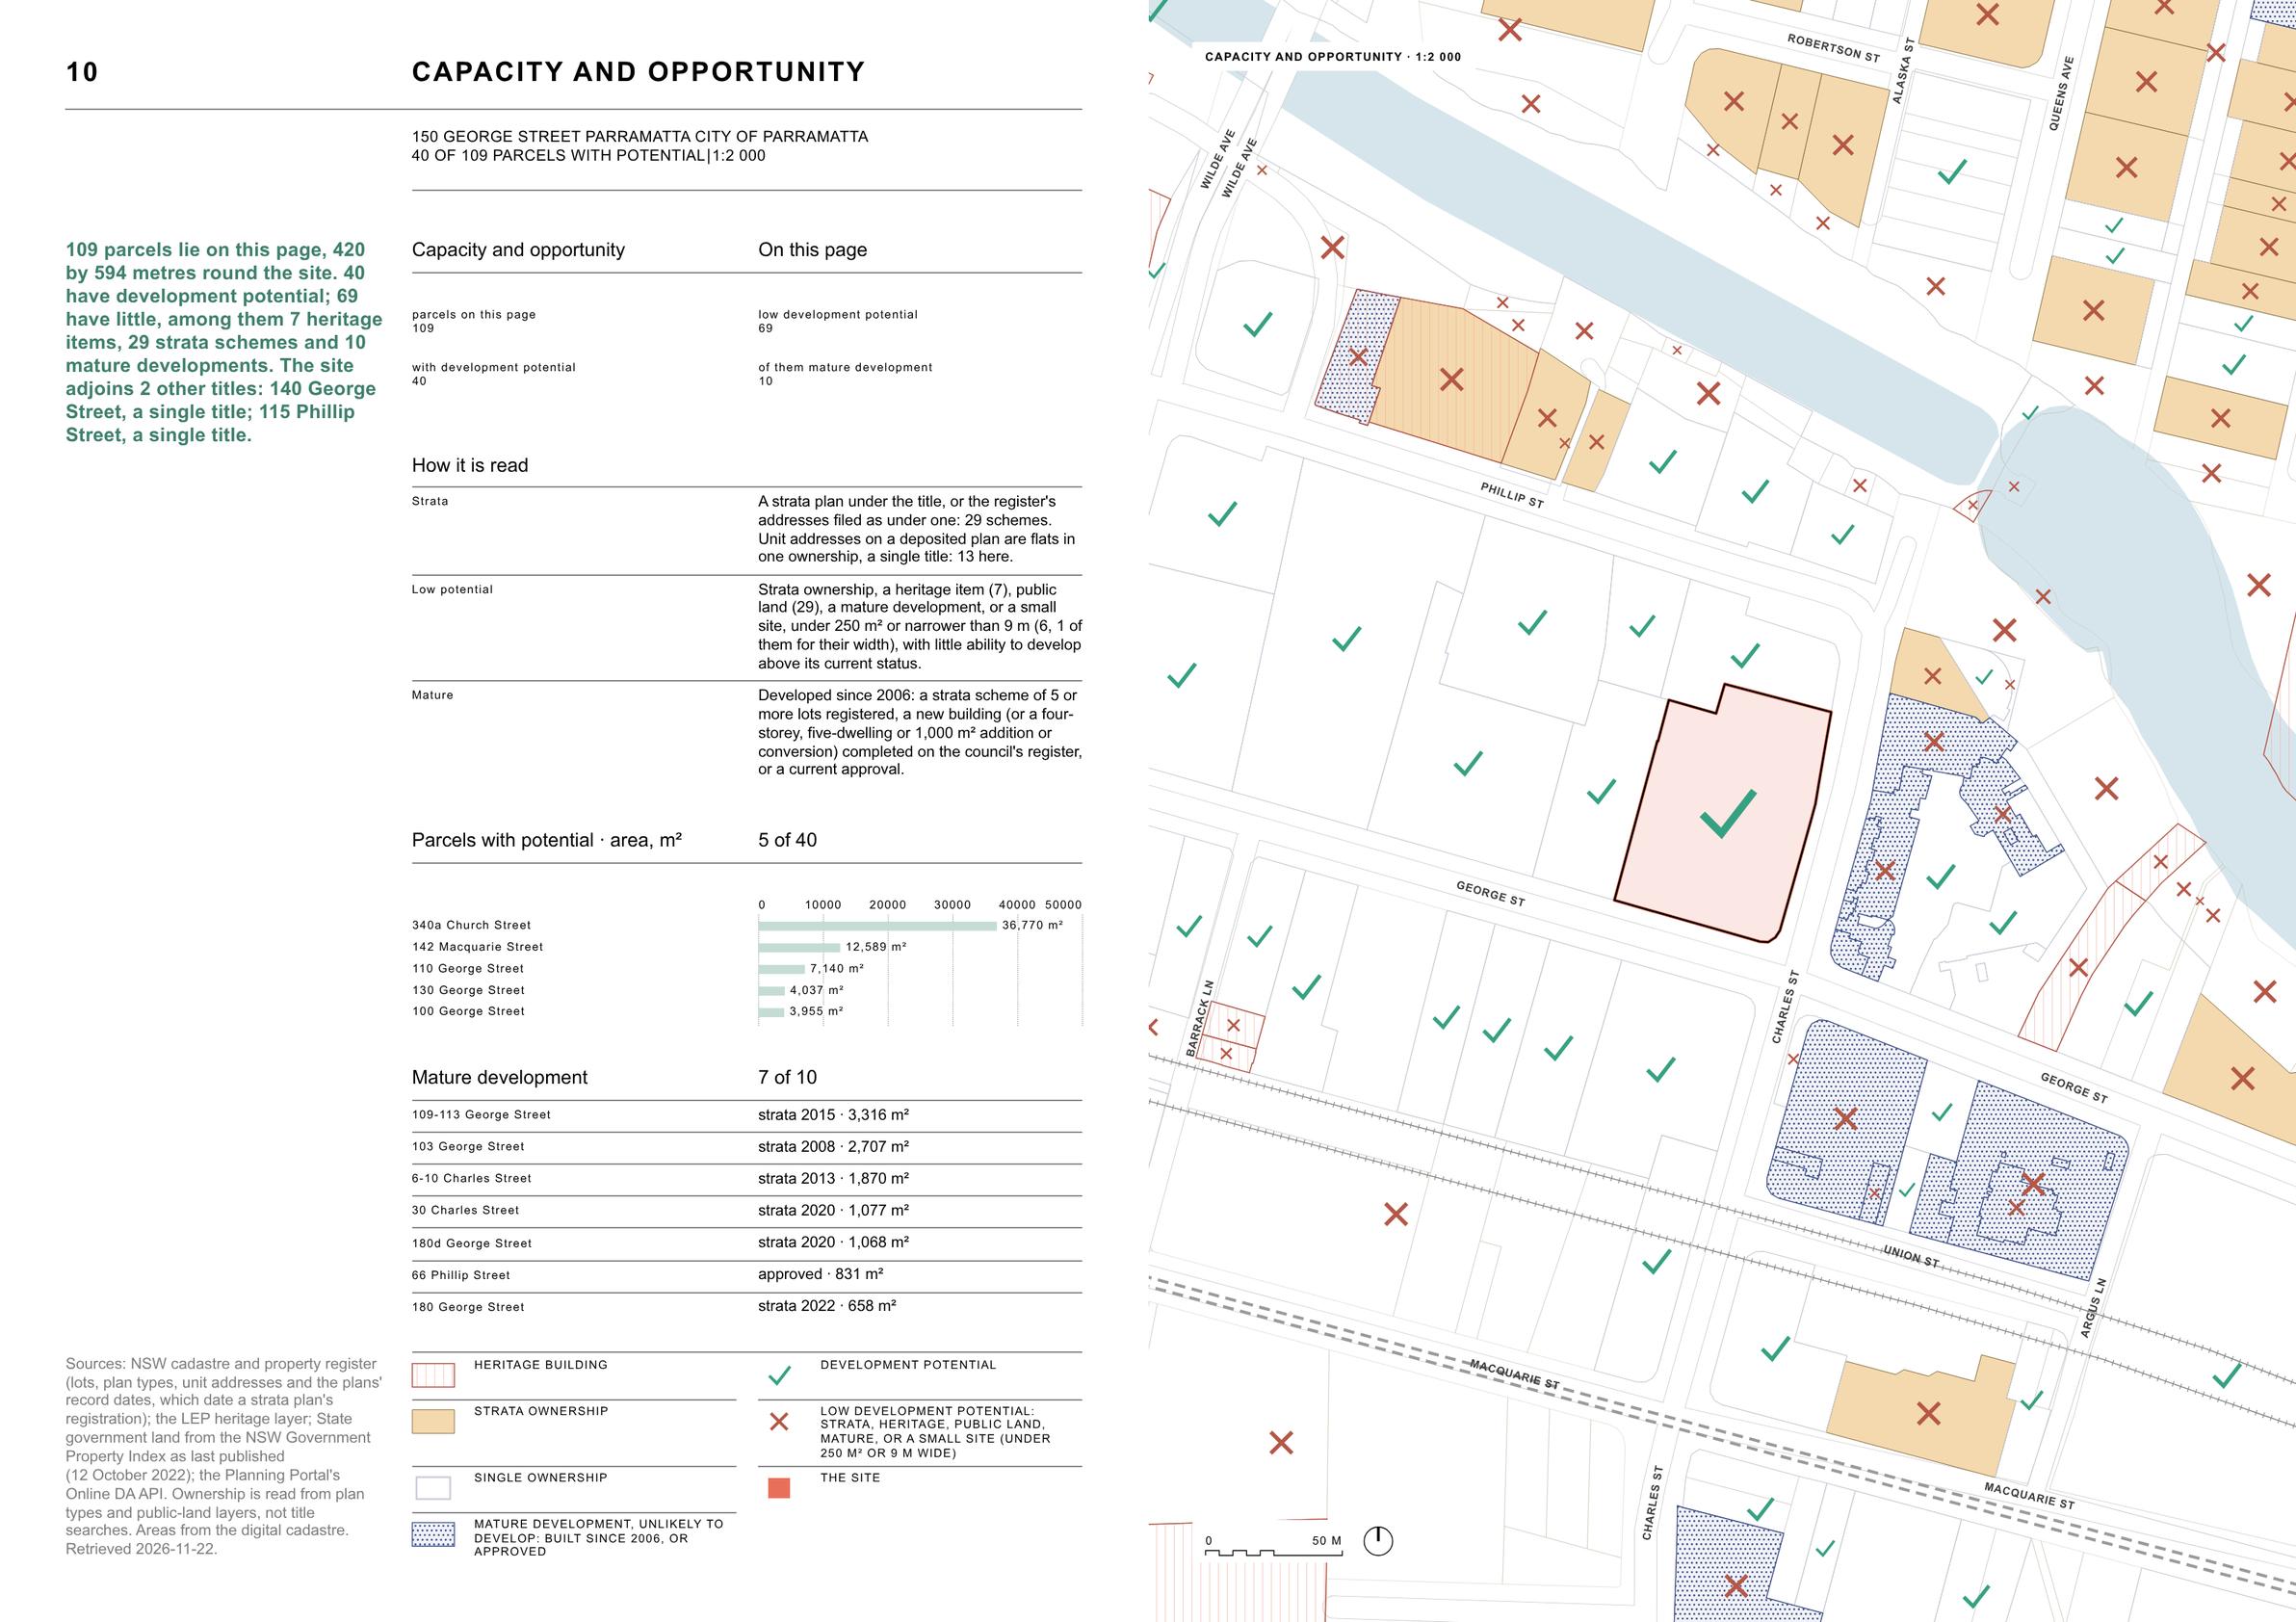 10
CAPACITY AND OPPORTUNITY
150 GEORGE STREET PARRAMATTA CITY OF PARRAMATTA
40 OF 109 PARCELS WITH POTENTIAL|1:2 000
109 parcels lie on this page, 420
by 594 metres round the site. 40
have development potential; 69
have little, among them 7 heritage
items, 29 strata schemes and 10
mature developments. The site
adjoins 2 other titles: 140 George
Street, a single title; 115 Phillip
Street, a single title.
Capacity and opportunity
On this page
parcels on this page
109
low development potential
69
with development potential
40
of them mature development
10
How it is read
Strata
A strata plan under the title, or the register's
addresses filed as under one: 29 schemes.
Unit addresses on a deposited plan are flats in
one ownership, a single title: 13 here.
Low potential
Strata ownership, a heritage item (7), public
land (29), a mature development, or a small
site, under 250 m² or narrower than 9 m (6, 1 of
them for their width), with little ability to develop
above its current status.
Mature
Developed since 2006: a strata scheme of 5 or
more lots registered, a new building (or a four-
storey, five-dwelling or 1,000 m² addition or
conversion) completed on the council's register,
or a current approval.
Parcels with potential · area, m²
5 of 40
0 10000 20000 30000 40000 50000
340a Church Street 36,770 m²
142 Macquarie Street 12,589 m²
110 George Street 7,140 m²
130 George Street 4,037 m²
100 George Street 3,955 m²
Mature development
7 of 10
109-113 George Street strata 2015 · 3,316 m²
103 George Street strata 2008 · 2,707 m²
6-10 Charles Street strata 2013 · 1,870 m²
30 Charles Street strata 2020 · 1,077 m²
180d George Street strata 2020 · 1,068 m²
66 Phillip Street approved · 831 m²
180 George Street strata 2022 · 658 m²
HERITAGE BUILDING
STRATA OWNERSHIP
SINGLE OWNERSHIP
MATURE DEVELOPMENT, UNLIKELY TO
DEVELOP: BUILT SINCE 2006, OR
APPROVED
DEVELOPMENT POTENTIAL
LOW DEVELOPMENT POTENTIAL:
STRATA, HERITAGE, PUBLIC LAND,
MATURE, OR A SMALL SITE (UNDER
250 M² OR 9 M WIDE)
THE SITE
Sources: NSW cadastre and property register
(lots, plan types, unit addresses and the plans'
record dates, which date a strata plan's
registration); the LEP heritage layer; State
government land from the NSW Government
Property Index as last published
(12 October 2022); the Planning Portal's
Online DA API. Ownership is read from plan
types and public-land layers, not title
searches. Areas from the digital cadastre.
Retrieved 2026-11-22.
CAPACITY AND OPPORTUNITY · 1:2 000
ROBERTSON ST
ALASKA ST
QUEENS AVE
WILDE AVE
WILDE AVE
PHILLIP ST
GEORGE ST
BARRACK LN
CHARLES ST
GEORGE ST
UNION ST
ARGUS LN
MACQUARIE ST
MACQUARIE ST
CHARLES ST
0 50 M